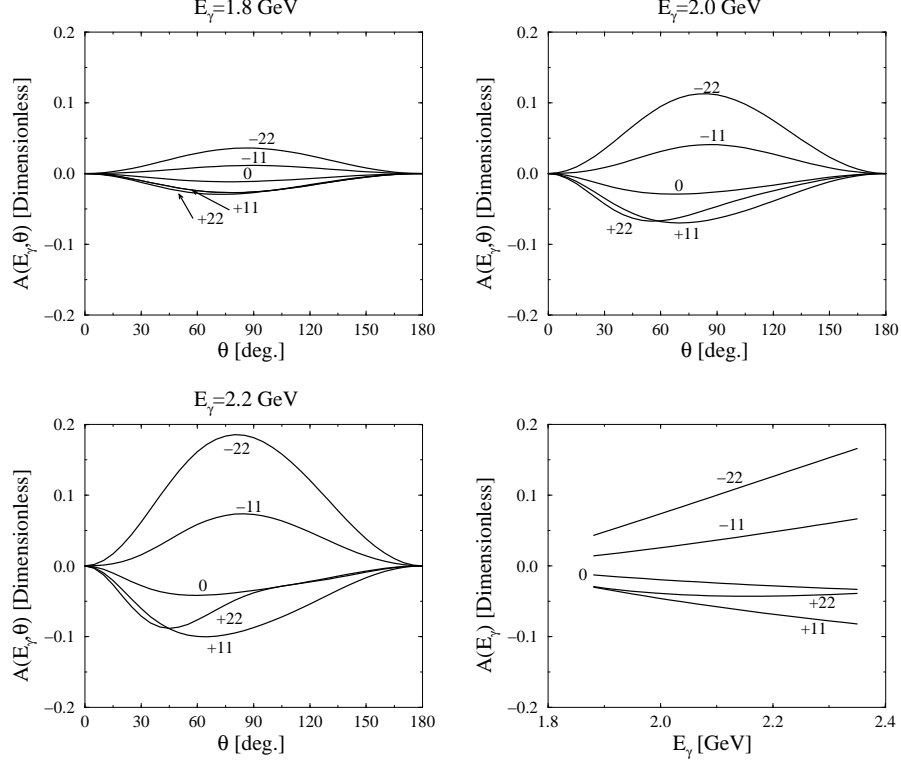 E_γ=1.8 GeV
0.2
0.1
0.0
−0.1
−0.2
A(E_γ,θ) [Dimensionless]
−22
−11
0
+11
+22
0 30 60 90 120 150 180
θ [deg.]
E_γ=2.0 GeV
0.2
0.1
0.0
−0.1
−0.2
A(E_γ,θ) [Dimensionless]
−22
−11
0
+22
+11
0 30 60 90 120 150 180
θ [deg.]
E_γ=2.2 GeV
0.2
0.1
0.0
−0.1
−0.2
A(E_γ,θ) [Dimensionless]
−22
−11
0
+22
+11
0 30 60 90 120 150 180
θ [deg.]
0.2
0.1
0.0
−0.1
−0.2
A(E_γ) [Dimensionless]
−22
−11
0
+22
+11
1.8 2.0 2.2 2.4
E_γ [GeV]